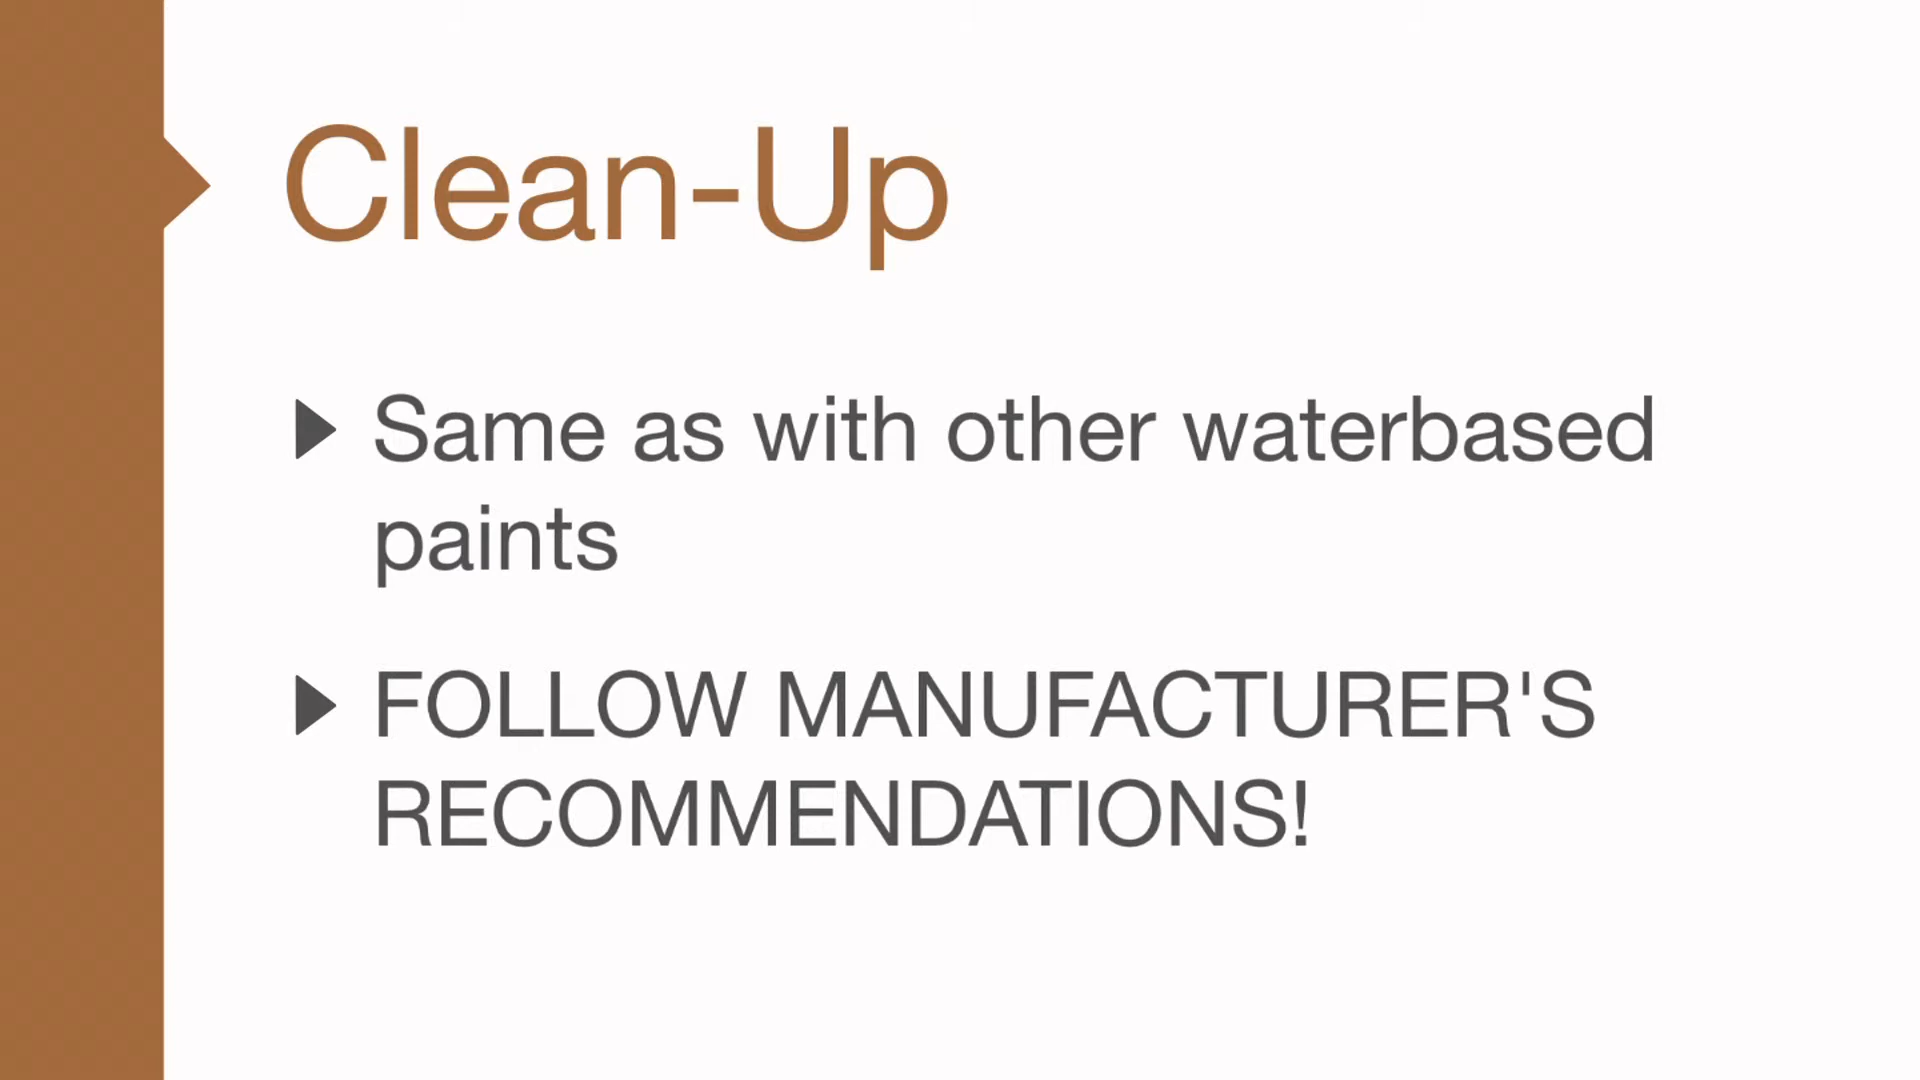 Clean-Up
Same as with other waterbased
paints
FOLLOW MANUFACTURER'S
RECOMMENDATIONS!